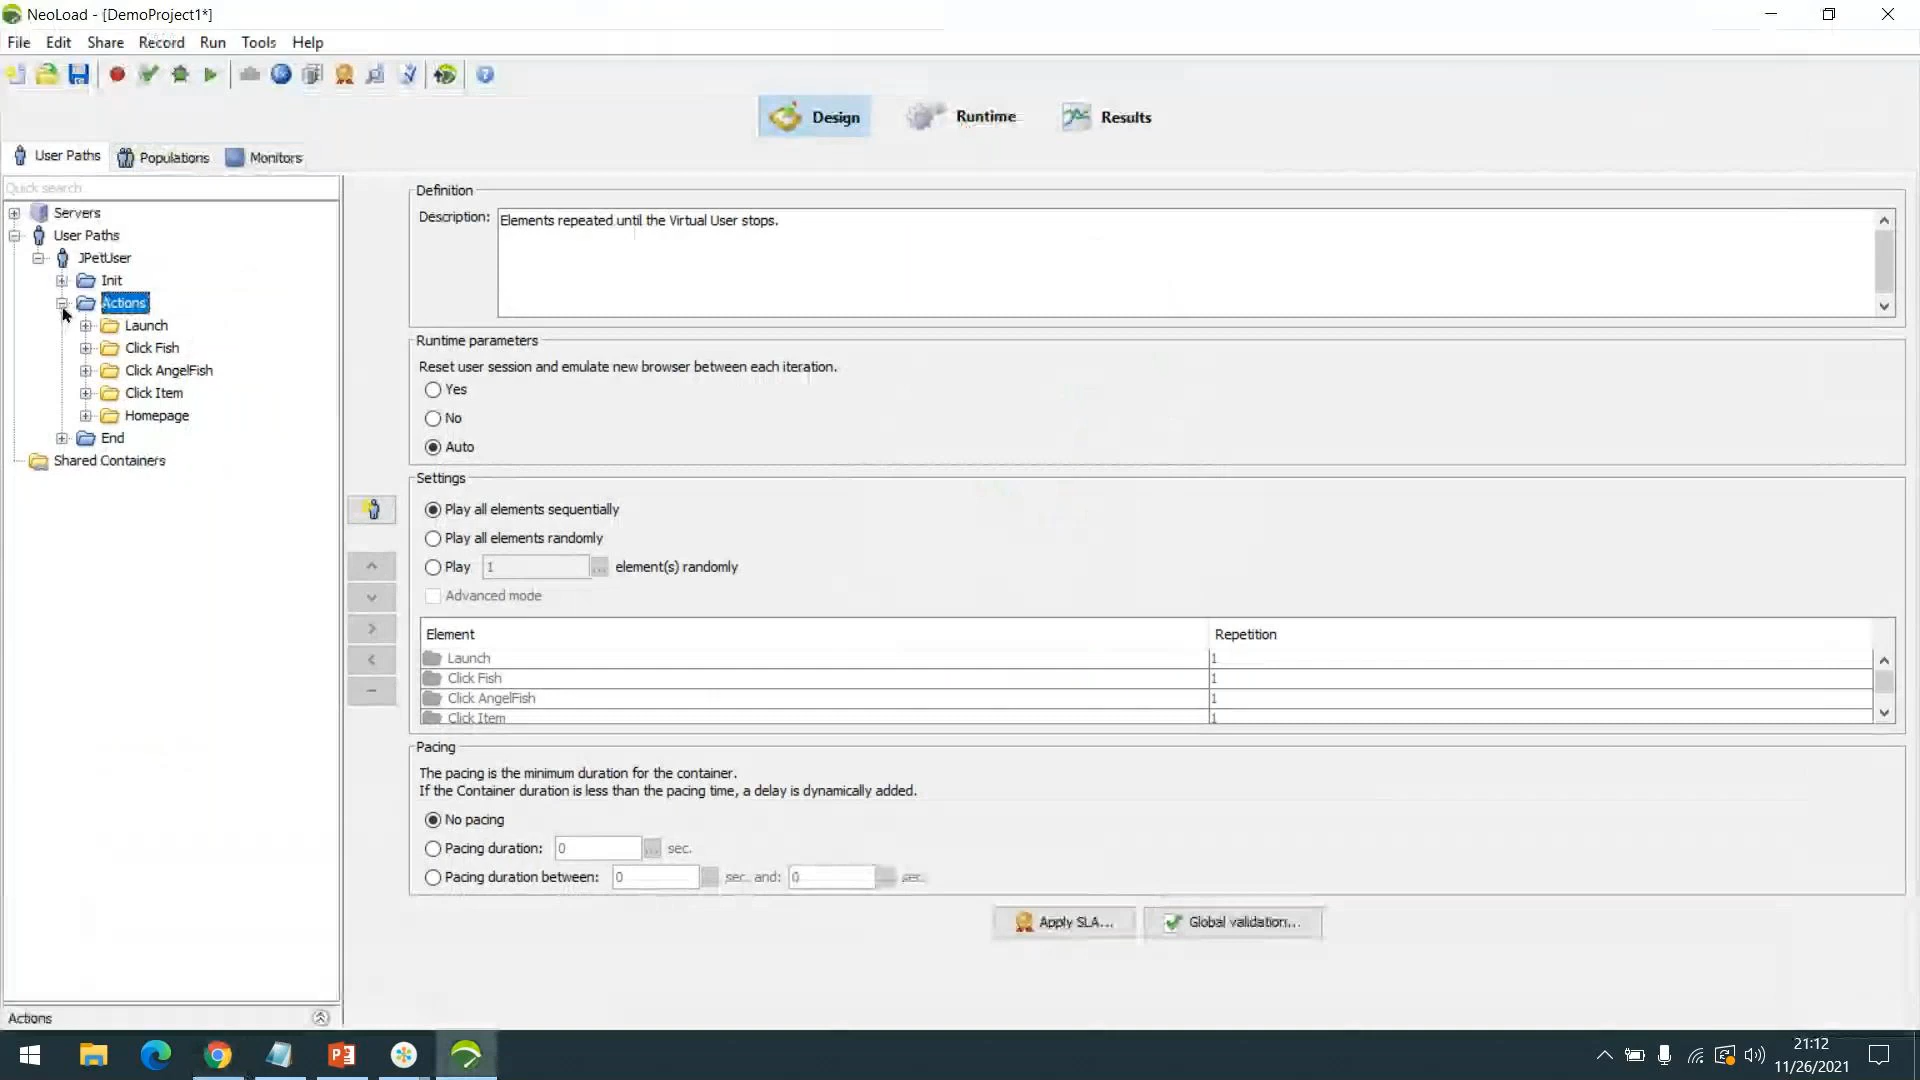 NeoLoad - [DemoProject1*]
File Edit Share Record Run Tools Help
Design Runtime Results
User Paths Populations Monitors
Quick search
Servers
User Paths
JPetUser
Init
Actions
Launch
Click Fish
Click AngelFish
Click Item
Homepage
End
Shared Containers
Actions
Definition
Description: Elements repeated until the Virtual User stops.
Runtime parameters
Reset user session and emulate new browser between each iteration.
Yes
No
Auto
Settings
Play all elements sequentially
Play all elements randomly
Play 1 ... element(s) randomly
Advanced mode
Element Repetition
Launch 1
Click Fish 1
Click AngelFish 1
Click Item 1
Pacing
The pacing is the minimum duration for the container.
If the Container duration is less than the pacing time, a delay is dynamically added.
No pacing
Pacing duration: 0 ... sec.
Pacing duration between: 0 sec. and: 0 sec.
Apply SLA... Global validation...
21:12
11/26/2021